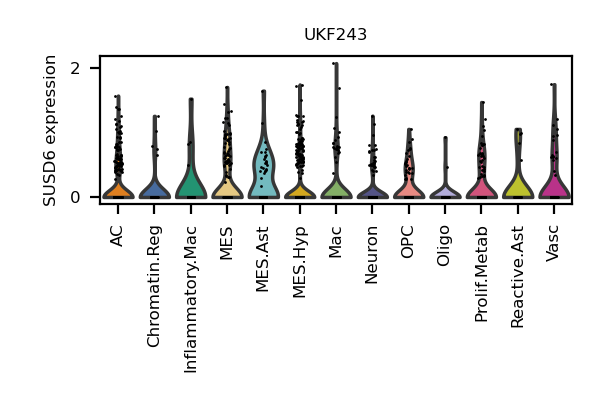 UKF243
SUSD6 expression
2
0
AC
Chromatin.Reg
Inflammatory.Mac
MES
MES.Ast
MES.Hyp
Mac
Neuron
OPC
Oligo
Prolif.Metab
Reactive.Ast
Vasc